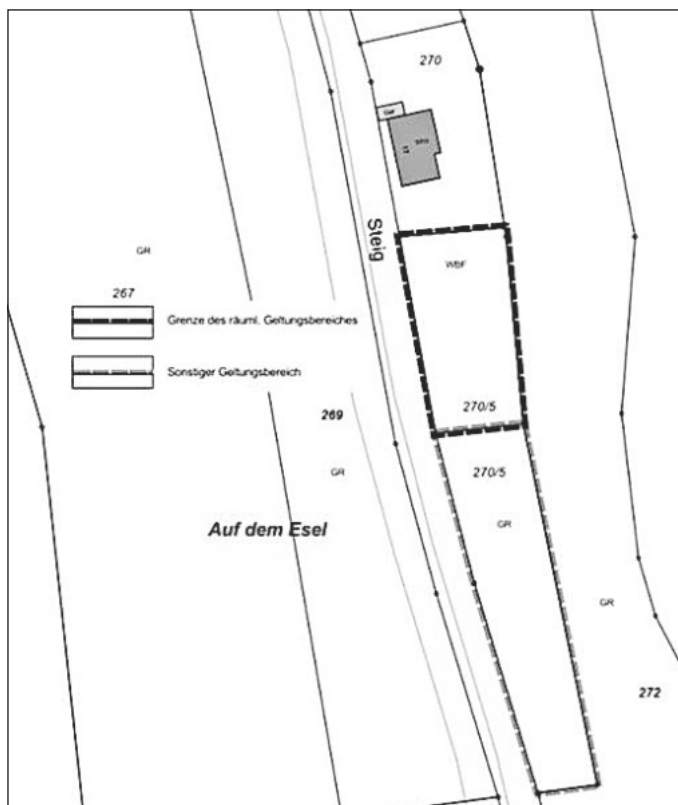 270
Steig
GR
WBF
267
Grenze des räuml. Geltungsbereiches
Sonstiger Geltungsbereich
270/5
269
270/5
GR
GR
Auf dem Esel
GR
272